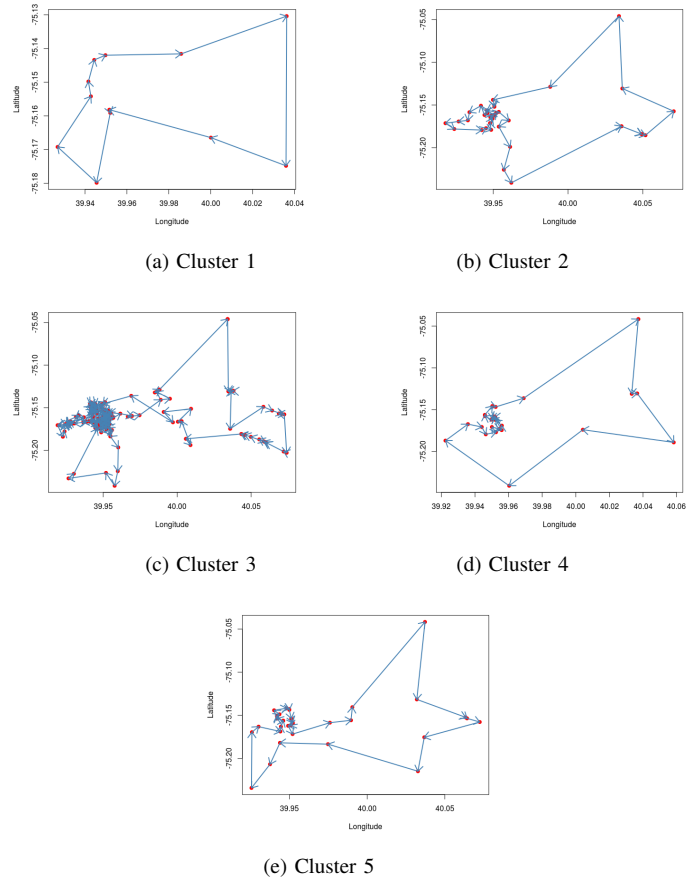 -75.13
-75.14
-75.15
-75.16
-75.17
-75.18
Latitude
39.94 39.96 39.98 40.00 40.02 40.04
Longitude
(a) Cluster 1
-75.05
-75.10
-75.15
-75.20
Latitude
39.95 40.00 40.05
Longitude
(b) Cluster 2
-75.05
-75.10
-75.15
-75.20
Latitude
39.95 40.00 40.05
Longitude
(c) Cluster 3
-75.05
-75.10
-75.15
-75.20
Latitude
39.92 39.94 39.96 39.98 40.00 40.02 40.04 40.06
Longitude
(d) Cluster 4
-75.05
-75.10
-75.15
-75.20
Latitude
39.95 40.00 40.05
Longitude
(e) Cluster 5